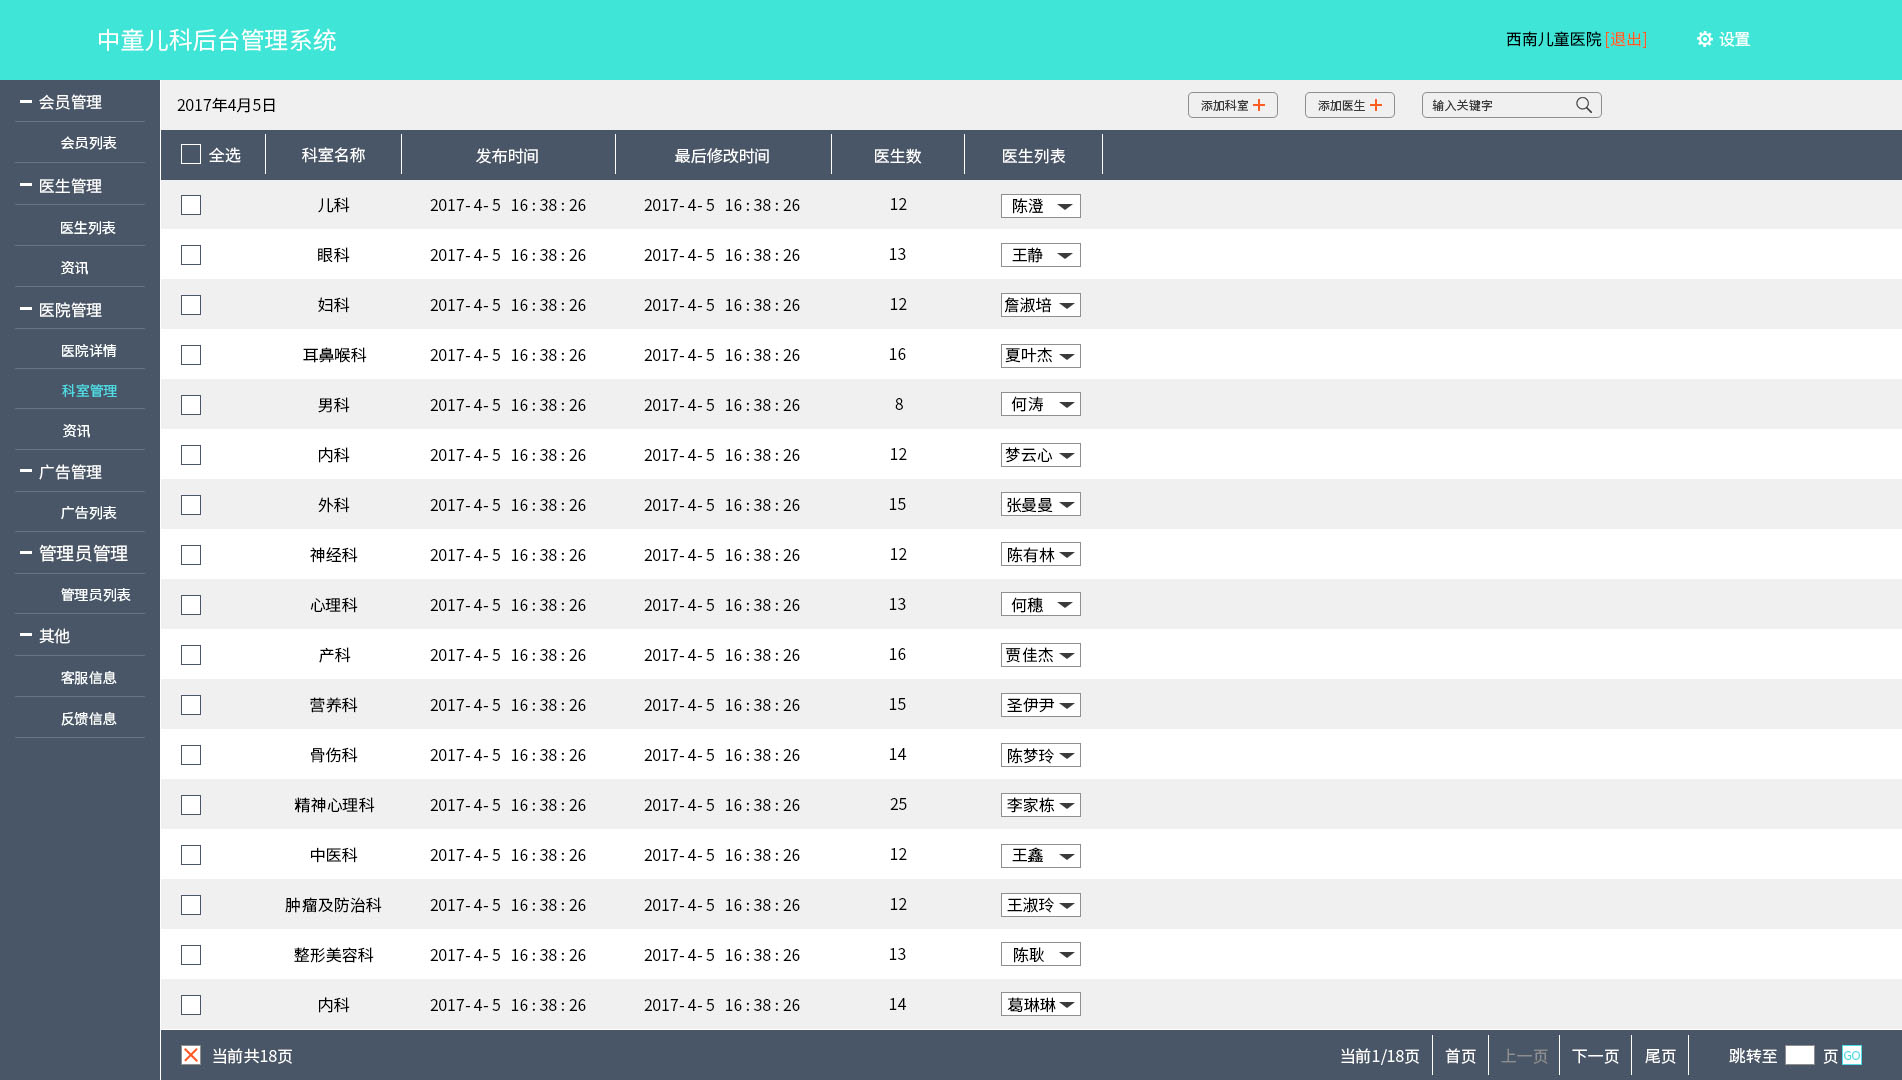 中童儿科后台管理系统
西南儿童医院 [退出] 设置
会员管理
会员列表
医生管理
医生列表
资讯
医院管理
医院详情
科室管理
资讯
广告管理
广告列表
管理员管理
管理员列表
其他
客服信息
反馈信息
2017年4月5日 添加科室 添加医生 输入关键字
全选 科室名称 发布时间 最后修改时间 医生数 医生列表
儿科 2017-4-5 16:38:26 2017-4-5 16:38:26 12 陈澄
眼科 2017-4-5 16:38:26 2017-4-5 16:38:26 13 王静
妇科 2017-4-5 16:38:26 2017-4-5 16:38:26 12 詹淑培
耳鼻喉科 2017-4-5 16:38:26 2017-4-5 16:38:26 16 夏叶杰
男科 2017-4-5 16:38:26 2017-4-5 16:38:26 8 何涛
内科 2017-4-5 16:38:26 2017-4-5 16:38:26 12 梦云心
外科 2017-4-5 16:38:26 2017-4-5 16:38:26 15 张曼曼
神经科 2017-4-5 16:38:26 2017-4-5 16:38:26 12 陈有林
心理科 2017-4-5 16:38:26 2017-4-5 16:38:26 13 何穗
产科 2017-4-5 16:38:26 2017-4-5 16:38:26 16 贾佳杰
营养科 2017-4-5 16:38:26 2017-4-5 16:38:26 15 圣伊尹
骨伤科 2017-4-5 16:38:26 2017-4-5 16:38:26 14 陈梦玲
精神心理科 2017-4-5 16:38:26 2017-4-5 16:38:26 25 李家栋
中医科 2017-4-5 16:38:26 2017-4-5 16:38:26 12 王鑫
肿瘤及防治科 2017-4-5 16:38:26 2017-4-5 16:38:26 12 王淑玲
整形美容科 2017-4-5 16:38:26 2017-4-5 16:38:26 13 陈耿
内科 2017-4-5 16:38:26 2017-4-5 16:38:26 14 葛琳琳
当前共18页 当前1/18页 首页 上一页 下一页 尾页 跳转至 页 GO